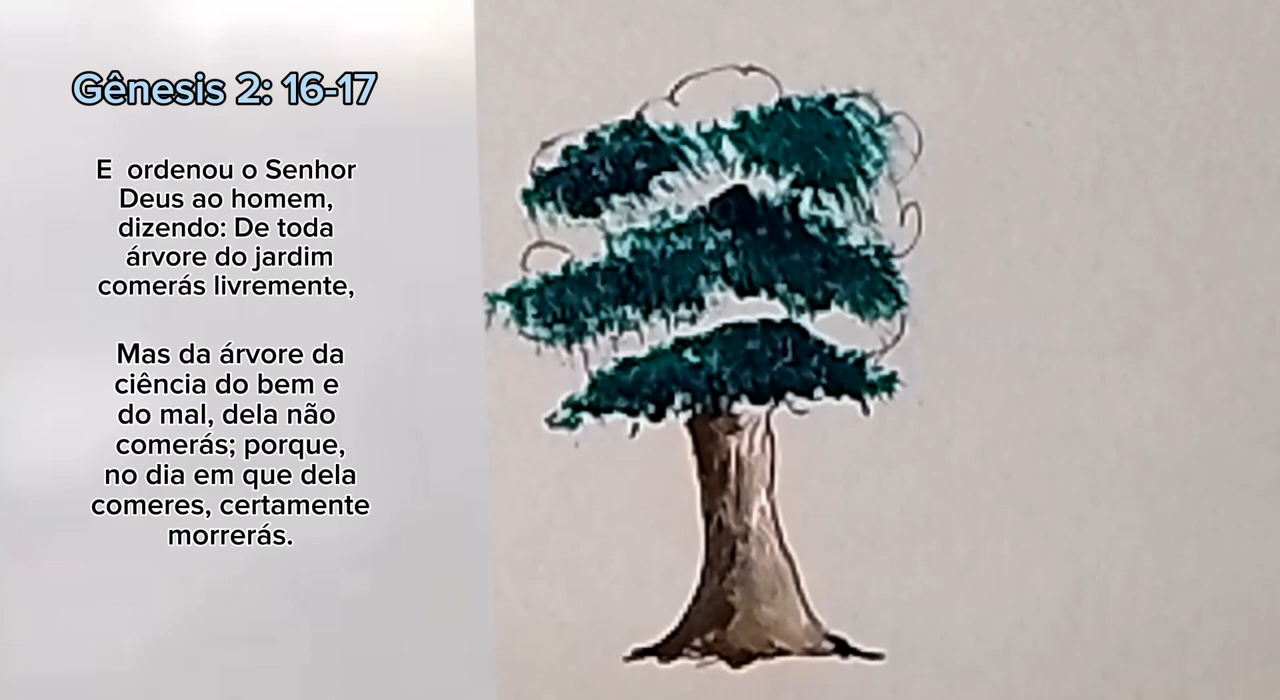 Gênesis 2: 16-17
E ordenou o Senhor
Deus ao homem,
dizendo: De toda
árvore do jardim
comerás livremente,
Mas da árvore da
ciência do bem e
do mal, dela não
comerás; porque,
no dia em que dela
comeres, certamente
morrerás.